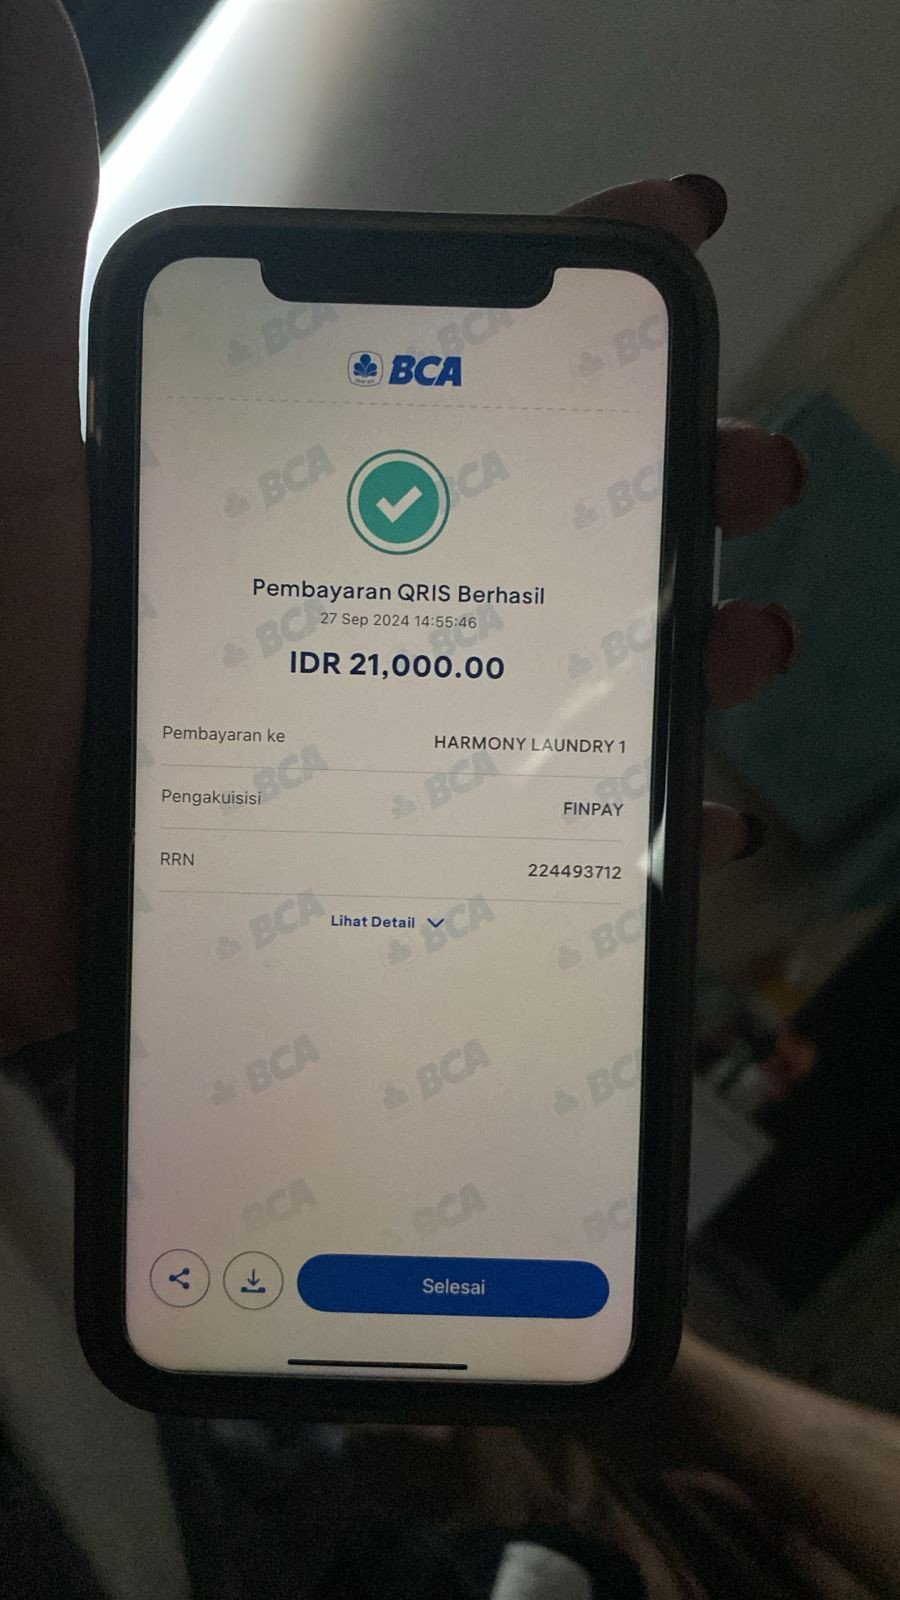 BCA
Pembayaran QRIS Berhasil
27 Sep 2024 14:55:46
IDR 21,000.00
Pembayaran ke HARMONY LAUNDRY 1
Pengakuisisi FINPAY
RRN 224493712
Lihat Detail
Selesai